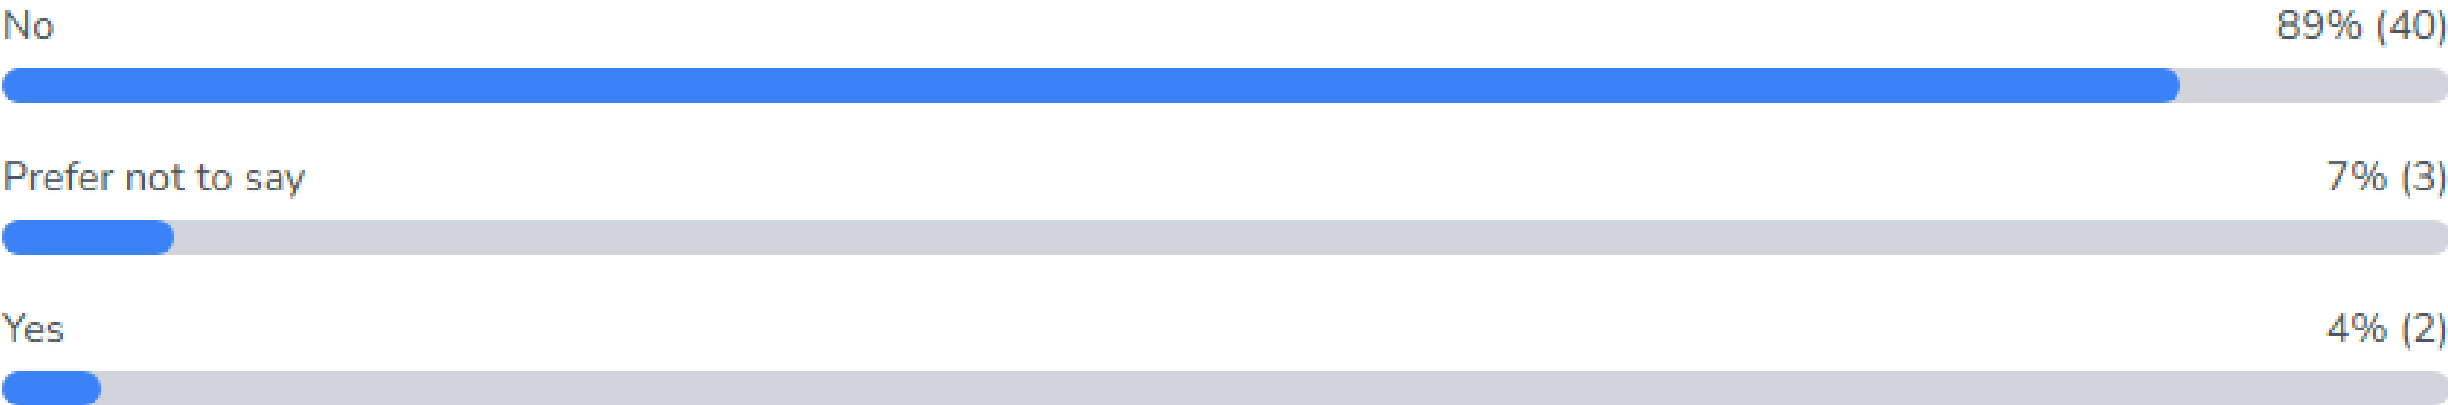 No 89% (40)
Prefer not to say 7% (3)
Yes 4% (2)